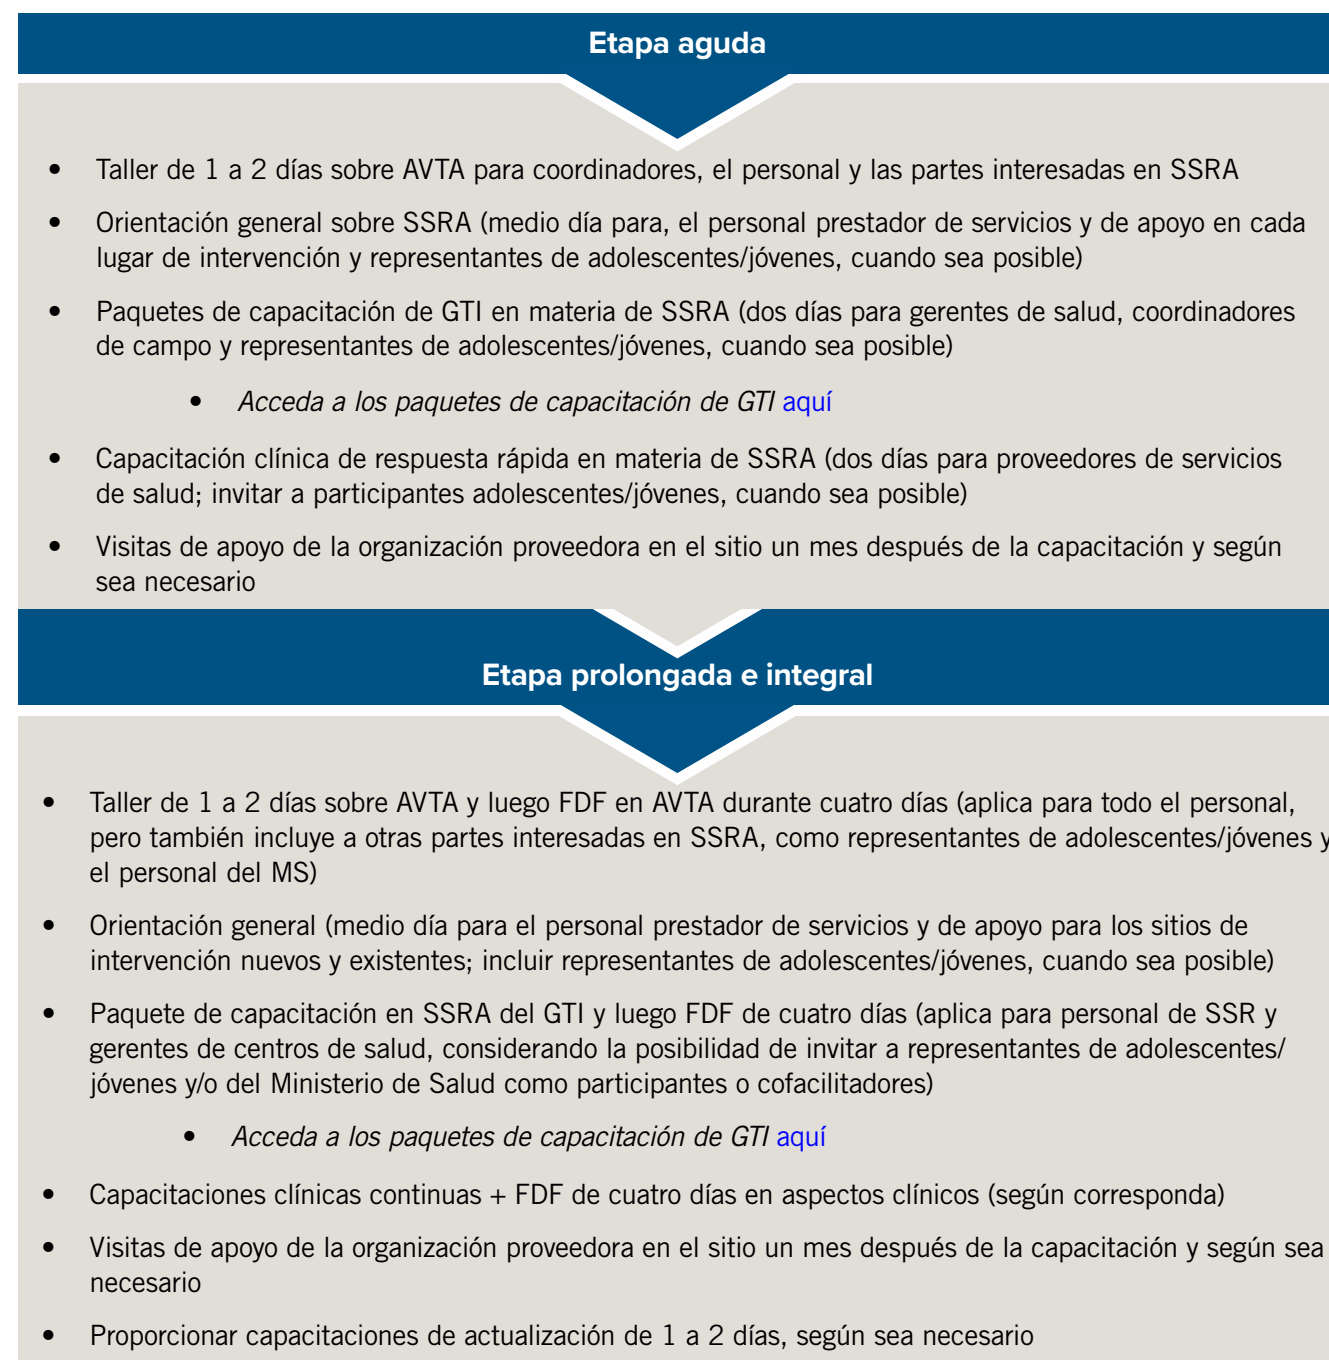 Etapa aguda
• Taller de 1 a 2 días sobre AVTA para coordinadores, el personal y las partes interesadas en SSRA
• Orientación general sobre SSRA (medio día para, el personal prestador de servicios y de apoyo en cada
lugar de intervención y representantes de adolescentes/jóvenes, cuando sea posible)
• Paquetes de capacitación de GTI en materia de SSRA (dos días para gerentes de salud, coordinadores
de campo y representantes de adolescentes/jóvenes, cuando sea posible)
• Acceda a los paquetes de capacitación de GTI aquí
• Capacitación clínica de respuesta rápida en materia de SSRA (dos días para proveedores de servicios
de salud; invitar a participantes adolescentes/jóvenes, cuando sea posible)
• Visitas de apoyo de la organización proveedora en el sitio un mes después de la capacitación y según
sea necesario
Etapa prolongada e integral
• Taller de 1 a 2 días sobre AVTA y luego FDF en AVTA durante cuatro días (aplica para todo el personal,
pero también incluye a otras partes interesadas en SSRA, como representantes de adolescentes/jóvenes y
el personal del MS)
• Orientación general (medio día para el personal prestador de servicios y de apoyo para los sitios de
intervención nuevos y existentes; incluir representantes de adolescentes/jóvenes, cuando sea posible)
• Paquete de capacitación en SSRA del GTI y luego FDF de cuatro días (aplica para personal de SSR y
gerentes de centros de salud, considerando la posibilidad de invitar a representantes de adolescentes/
jóvenes y/o del Ministerio de Salud como participantes o cofacilitadores)
• Acceda a los paquetes de capacitación de GTI aquí
• Capacitaciones clínicas continuas + FDF de cuatro días en aspectos clínicos (según corresponda)
• Visitas de apoyo de la organización proveedora en el sitio un mes después de la capacitación y según sea
necesario
• Proporcionar capacitaciones de actualización de 1 a 2 días, según sea necesario